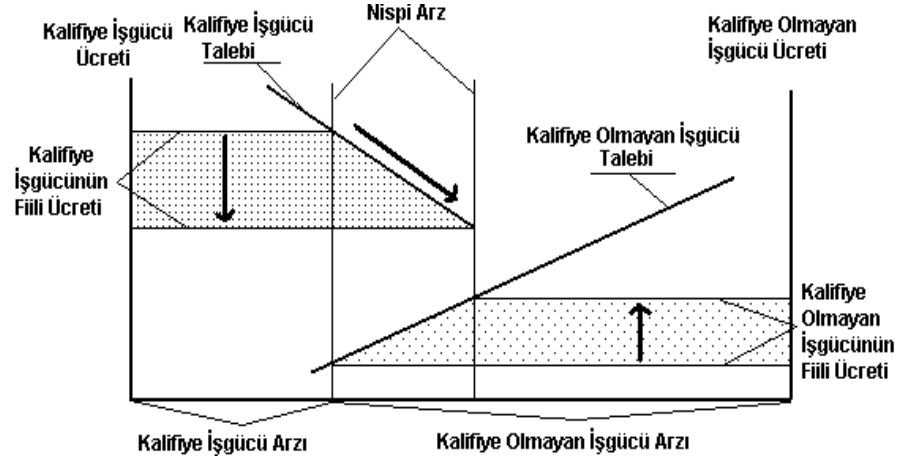 Kalifiye İşgücü
Ücreti
Kalifiye İşgücü
Talebi
Nispi Arz
Kalifiye Olmayan
İşgücü Ücreti
Kalifiye Olmayan İşgücü
Talebi
Kalifiye
İşgücünün
Fiili Ücreti
Kalifiye
Olmayan
İşgücünün
Fiili Ücreti
Kalifiye İşgücü Arzı
Kalifiye Olmayan İşgücü Arzı